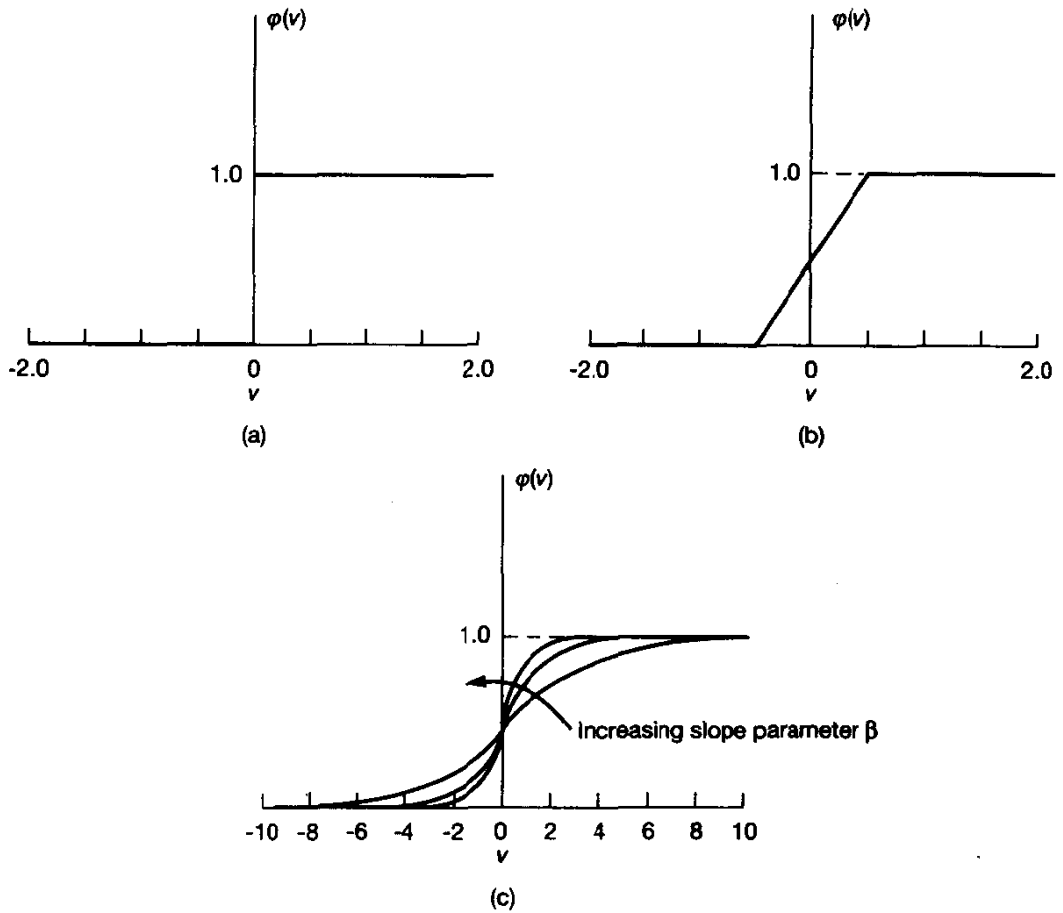 φ(v)
1.0
-2.0 0 2.0
v
(a)
φ(v)
1.0
-2.0 0 2.0
v
(b)
φ(v)
1.0
Increasing slope parameter β
-10 -8 -6 -4 -2 0 2 4 6 8 10
v
(c)